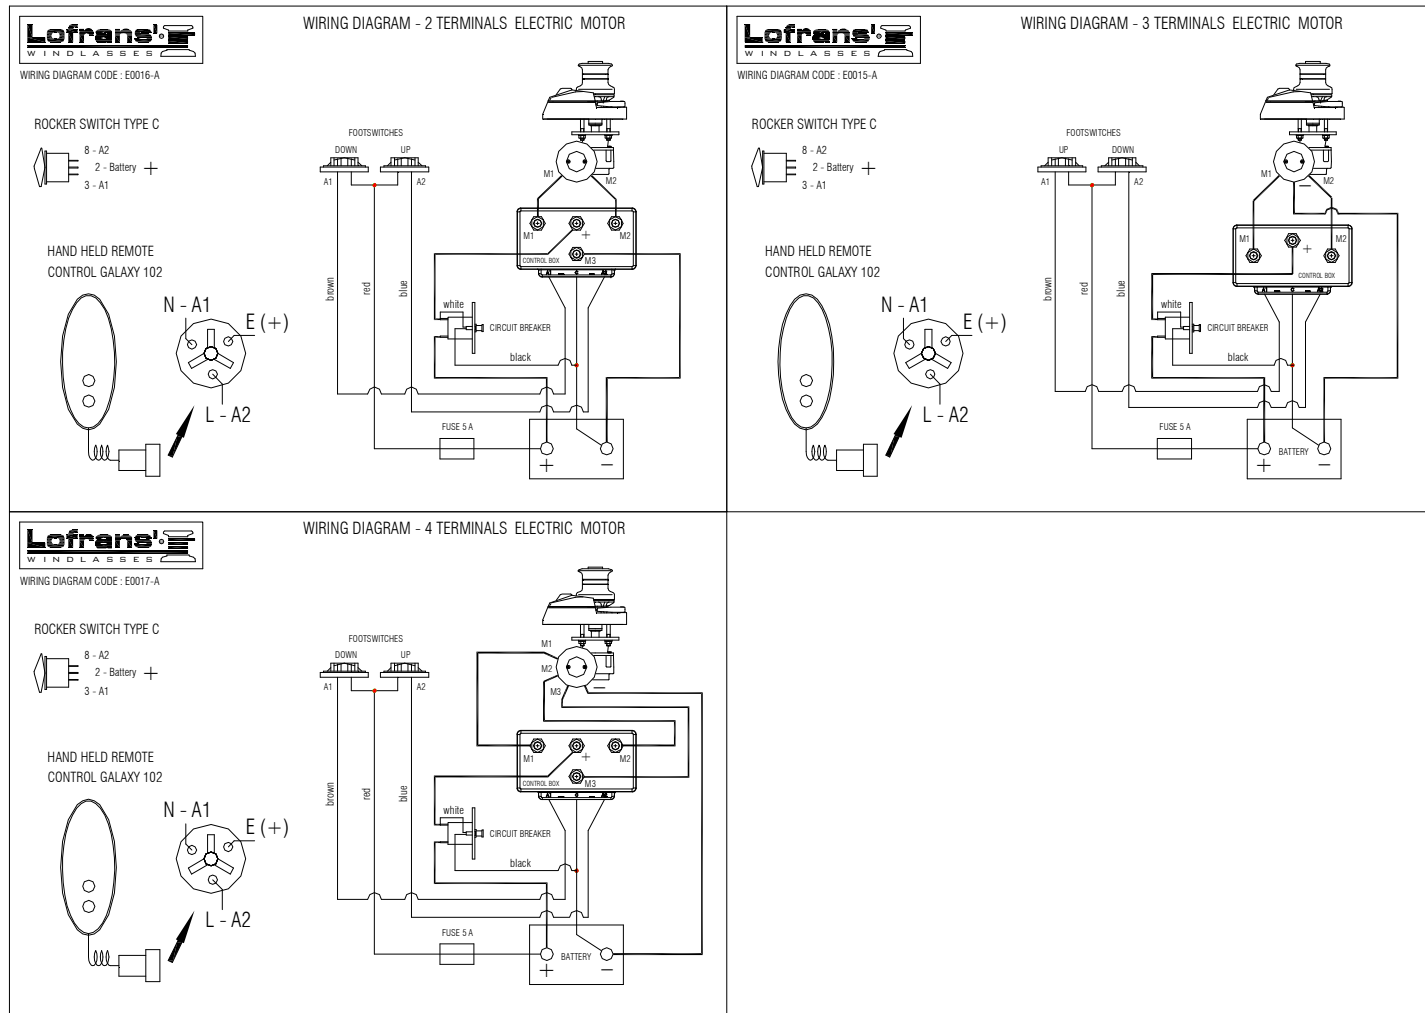 Lofrans'
WINDLASSES
WIRING DIAGRAM CODE : E0016-A
WIRING DIAGRAM - 2 TERMINALS ELECTRIC MOTOR
ROCKER SWITCH TYPE C
8 - A2
2 - Battery +
3 - A1
HAND HELD REMOTE
CONTROL GALAXY 102
N - A1
E (+)
L - A2
FOOTSWITCHES
DOWN UP
A1 A2
M1 M2
M1 + M2
M3
CONTROL BOX
A1 - C - A2
brown
red
blue
white
CIRCUIT BREAKER
black
FUSE 5 A
+ -
Lofrans'
WINDLASSES
WIRING DIAGRAM CODE : E0015-A
WIRING DIAGRAM - 3 TERMINALS ELECTRIC MOTOR
ROCKER SWITCH TYPE C
8 - A2
2 - Battery +
3 - A1
HAND HELD REMOTE
CONTROL GALAXY 102
N - A1
E (+)
L - A2
FOOTSWITCHES
UP DOWN
A1 A2
M1 - M2
M1 + M2
CONTROL BOX
A1 - C - A2
brown
red
blue
white
CIRCUIT BREAKER
black
FUSE 5 A
BATTERY
+ -
Lofrans'
WINDLASSES
WIRING DIAGRAM CODE : E0017-A
WIRING DIAGRAM - 4 TERMINALS ELECTRIC MOTOR
ROCKER SWITCH TYPE C
8 - A2
2 - Battery +
3 - A1
HAND HELD REMOTE
CONTROL GALAXY 102
N - A1
E (+)
L - A2
FOOTSWITCHES
DOWN UP
A1 A2
M1
M2
M3 -
M1 + M2
M3
CONTROL BOX
A1 - C - A2
brown
red
blue
white
CIRCUIT BREAKER
black
FUSE 5 A
BATTERY
+ -